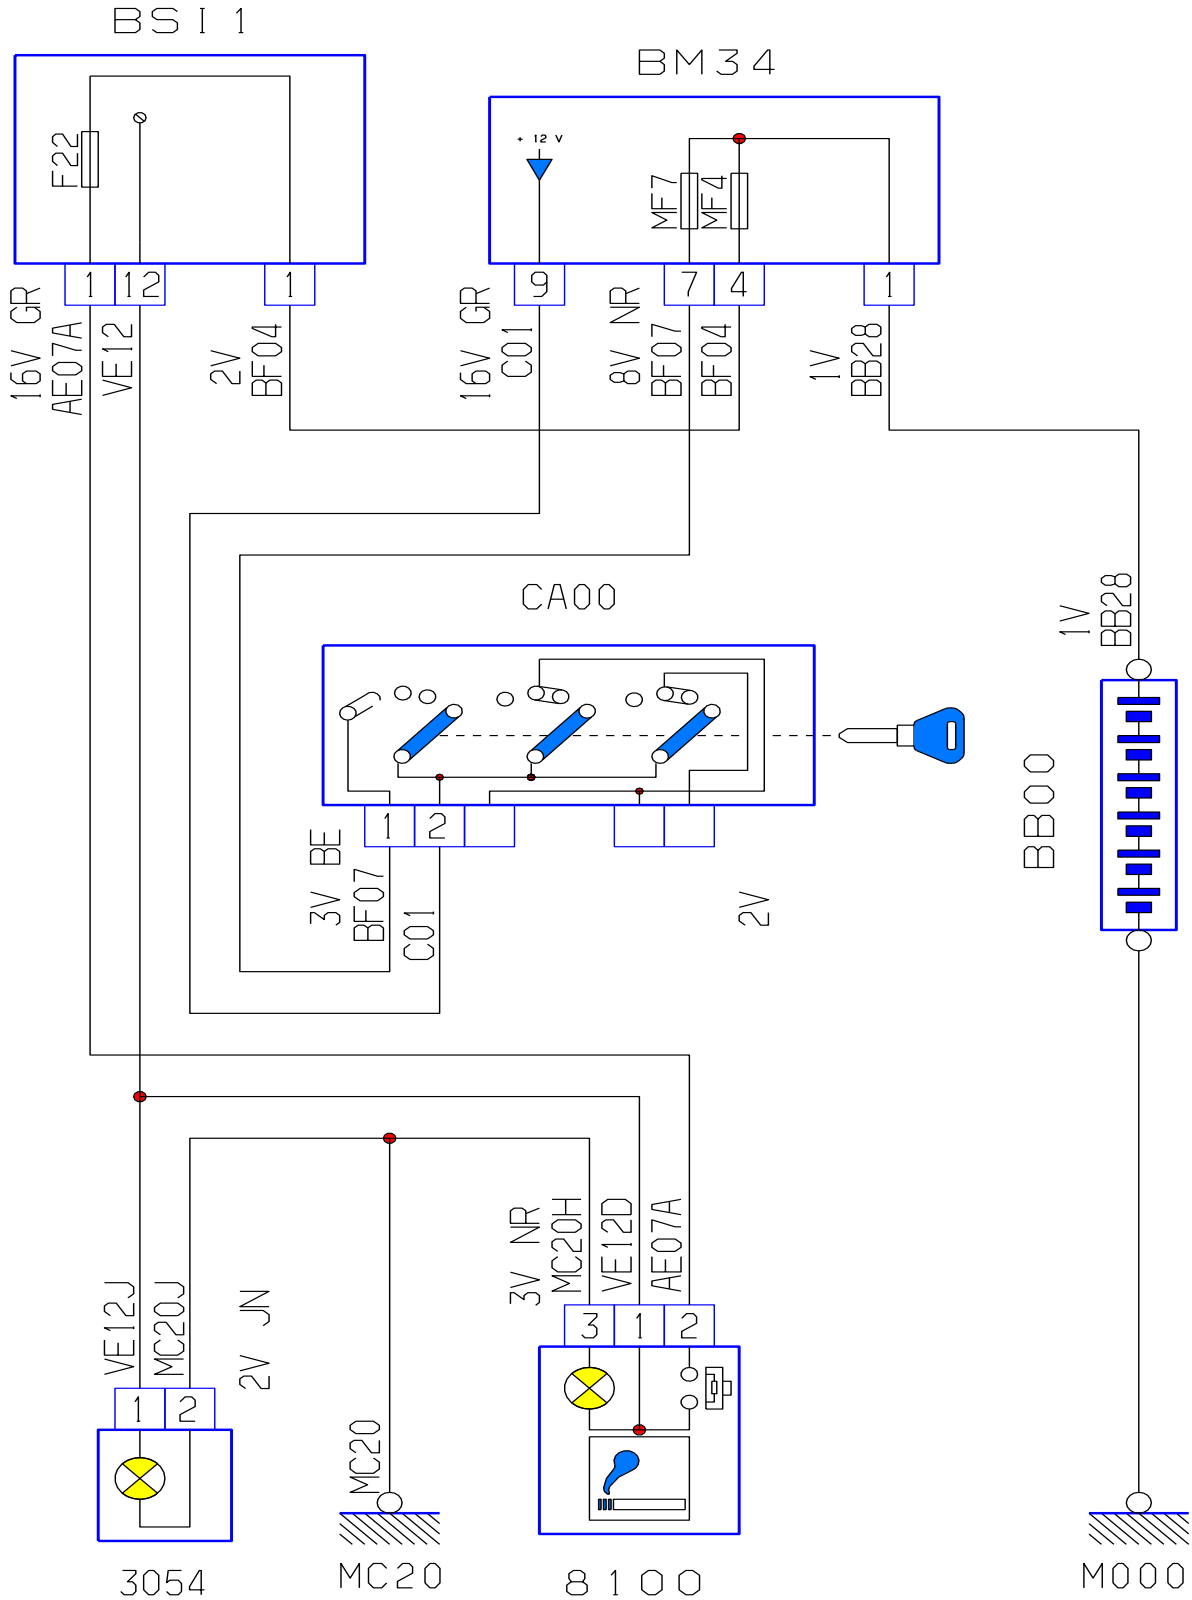 BSI1
BM34
F22
+ 12 V
MF7
MF4
1
12
1
9
7
4
1
16V GR
AE07A
VE12
2V
BF04
16V GR
C01
8V NR
BF07
BF04
1V
BB28
CA00
1V
BB28
BB00
1
2
3V BE
BF07
C01
2V
VE12J
MC20J
2V JN
3V NR
MC20H
VE12D
AE07A
3
1
2
1
2
MC20
3054
MC20
8100
M000